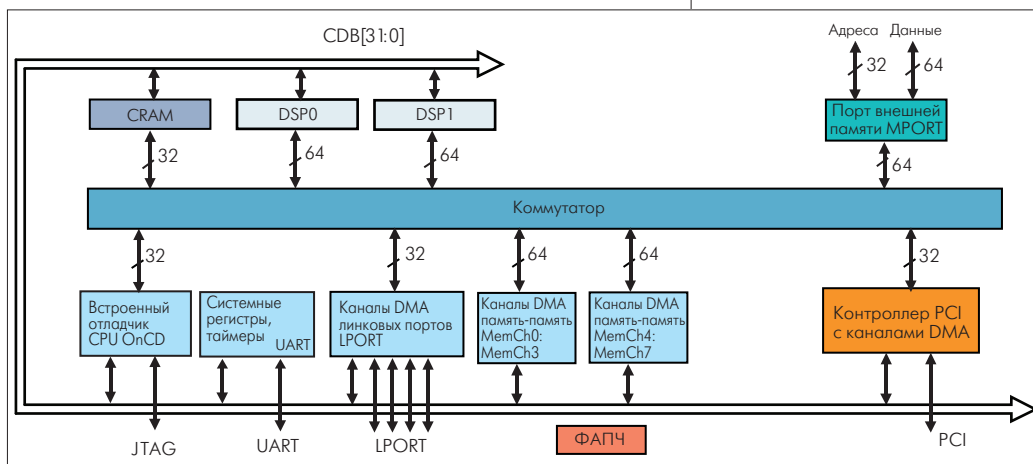 CDB[31:0]
Адреса Данные
32 64
CRAM
DSP0
DSP1
Порт внешней
памяти MPORT
32
64
64
64
Коммутатор
32
32
64
64
32
Встроенный
отладчик
CPU OnCD
Системные
регистры,
таймеры
UART
Каналы DMA
линковых портов
LPORT
Каналы DMA
память-память
MemCh0:
MemCh3
Каналы DMA
память-память
MemCh4:
MemCh7
Контроллер PCI
с каналами DMA
JTAG
UART
LPORT
ФАПЧ
PCI